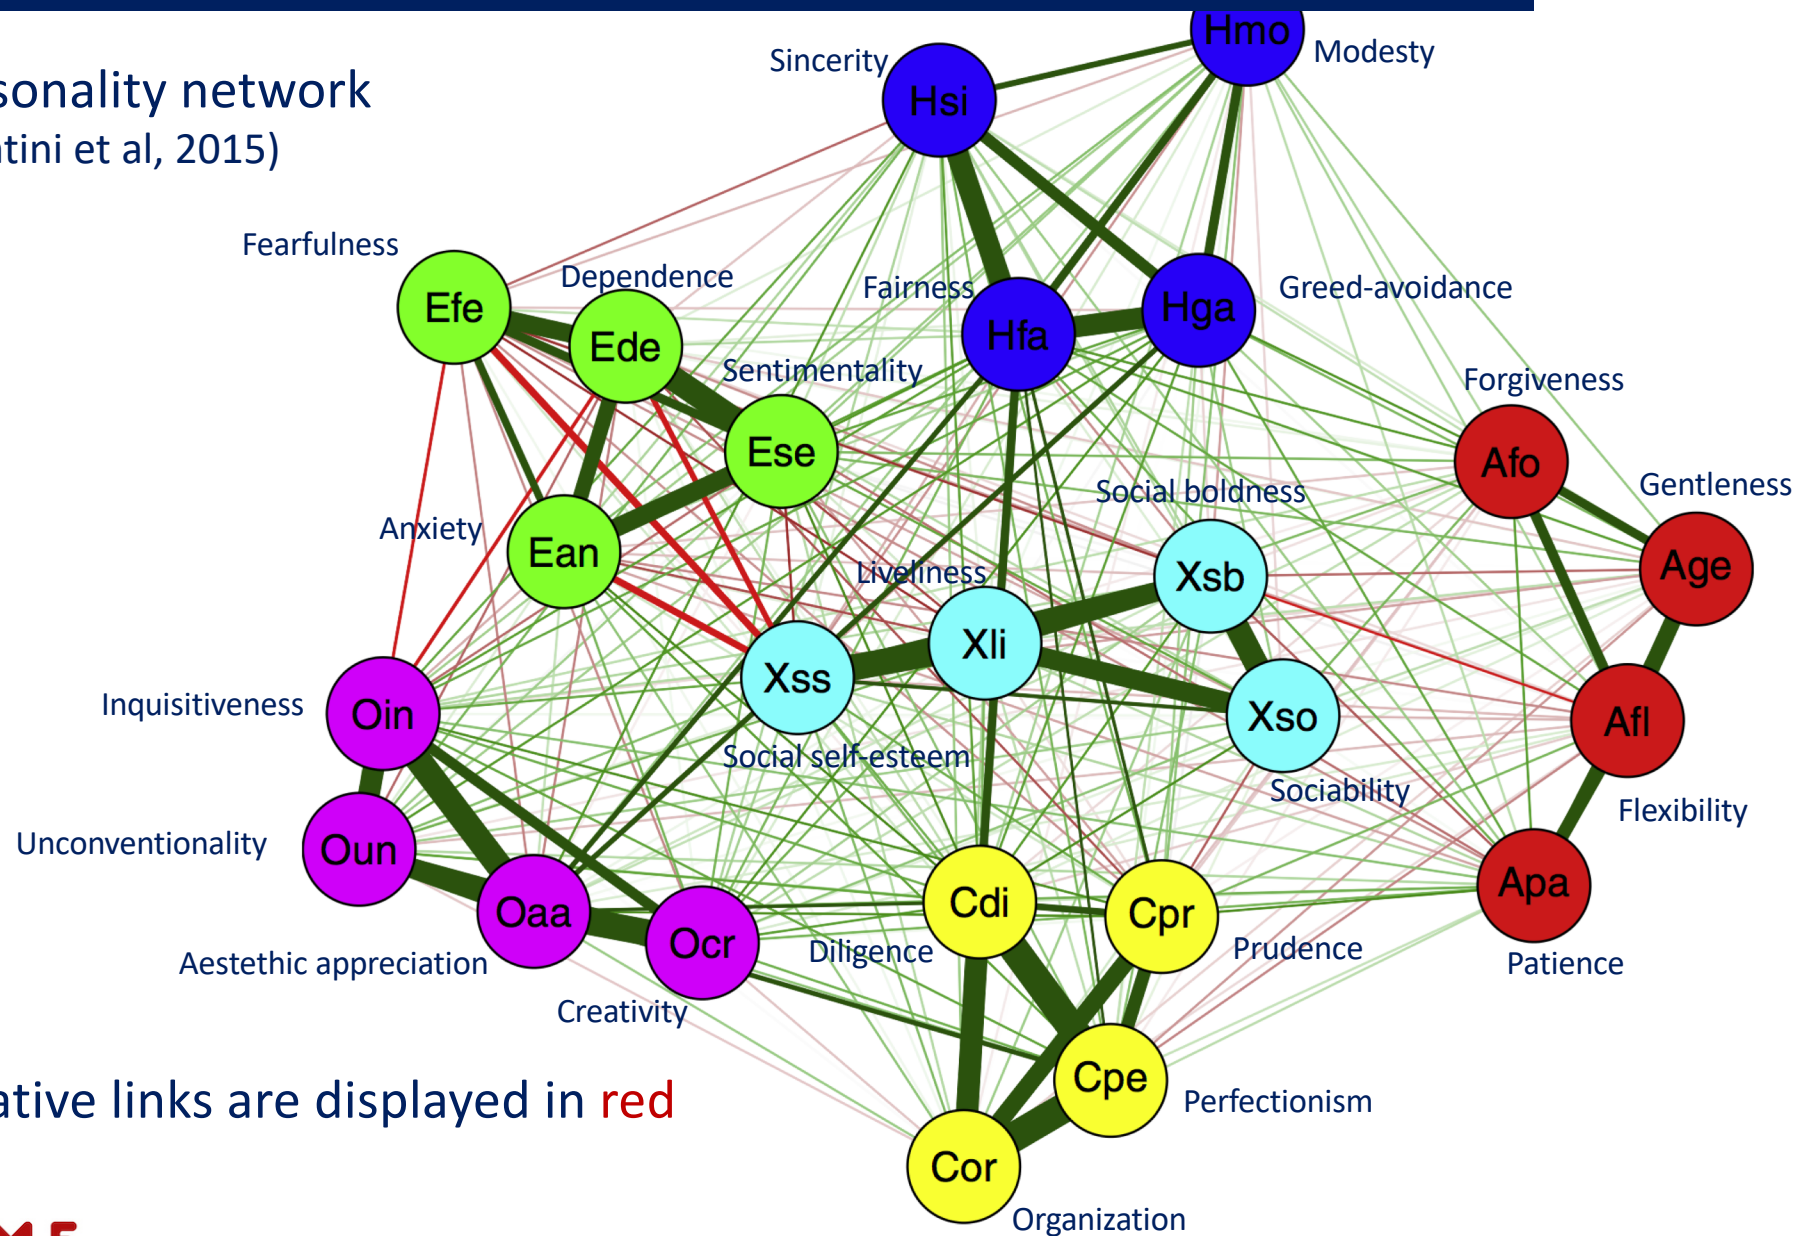 Hmo
Modesty
Sincerity
Hsi
sonality network
tini et al, 2015)
Fearfulness
Dependence
Fairness
Greed-avoidance
Efe
Ede
Hfa
Hga
Sentimentality
Forgiveness
Ese
Afo
Social boldness
Gentleness
Anxiety
Ean
Liveliness
Xsb
Age
Xss
Xli
Inquisitiveness
Oin
Xso
Afl
Social self-esteem
Sociability
Flexibility
Unconventionality
Oun
Oaa
Ocr
Cdi
Cpr
Apa
Aestethic appreciation
Diligence
Prudence
Patience
Creativity
ative links are displayed in red
Cpe
Perfectionism
Cor
Organization